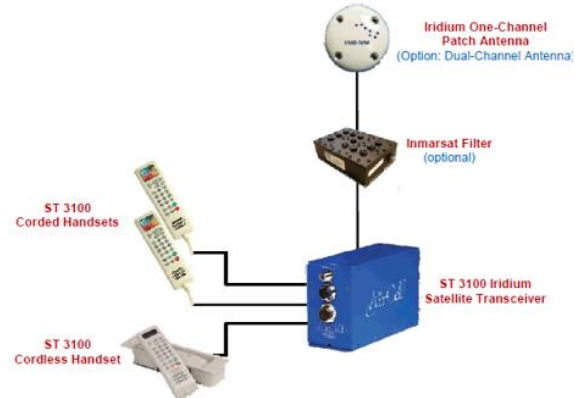 Iridium One-Channel
Patch Antenna
(Option: Dual-Channel Antenna)
Inmarsat Filter
(optional)
ST 3100
Corded Handsets
ST 3100 Iridium
Satellite Transceiver
AirCell
ST 3100
Cordless Handset